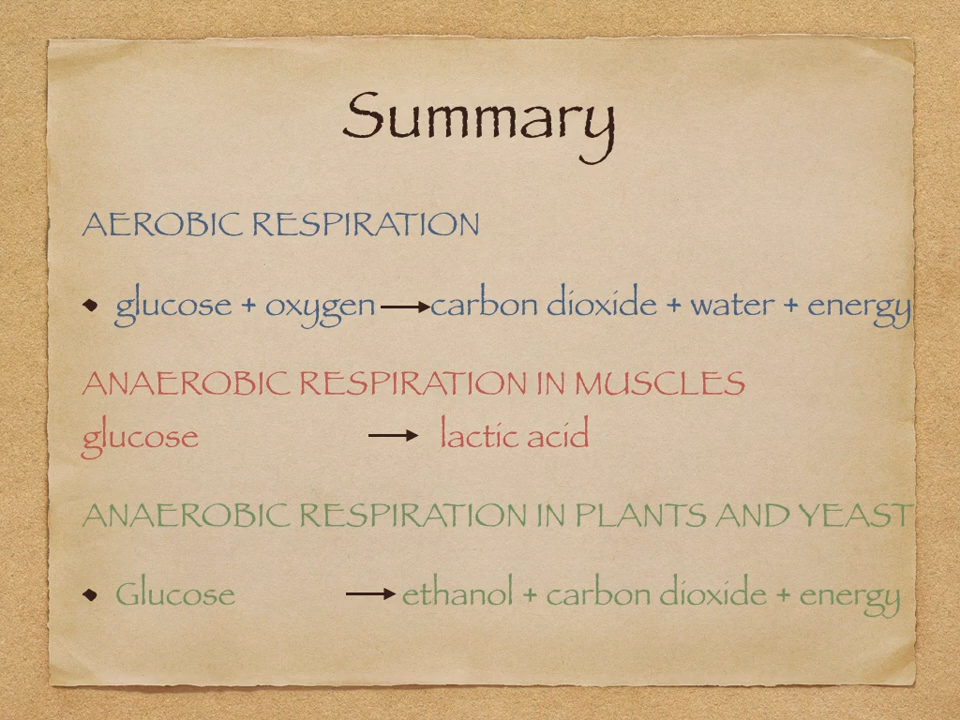 Summary
AEROBIC RESPIRATION
• glucose + oxygen → carbon dioxide + water + energy
ANAEROBIC RESPIRATION IN MUSCLES
glucose → lactic acid
ANAEROBIC RESPIRATION IN PLANTS AND YEAST
• Glucose → ethanol + carbon dioxide + energy